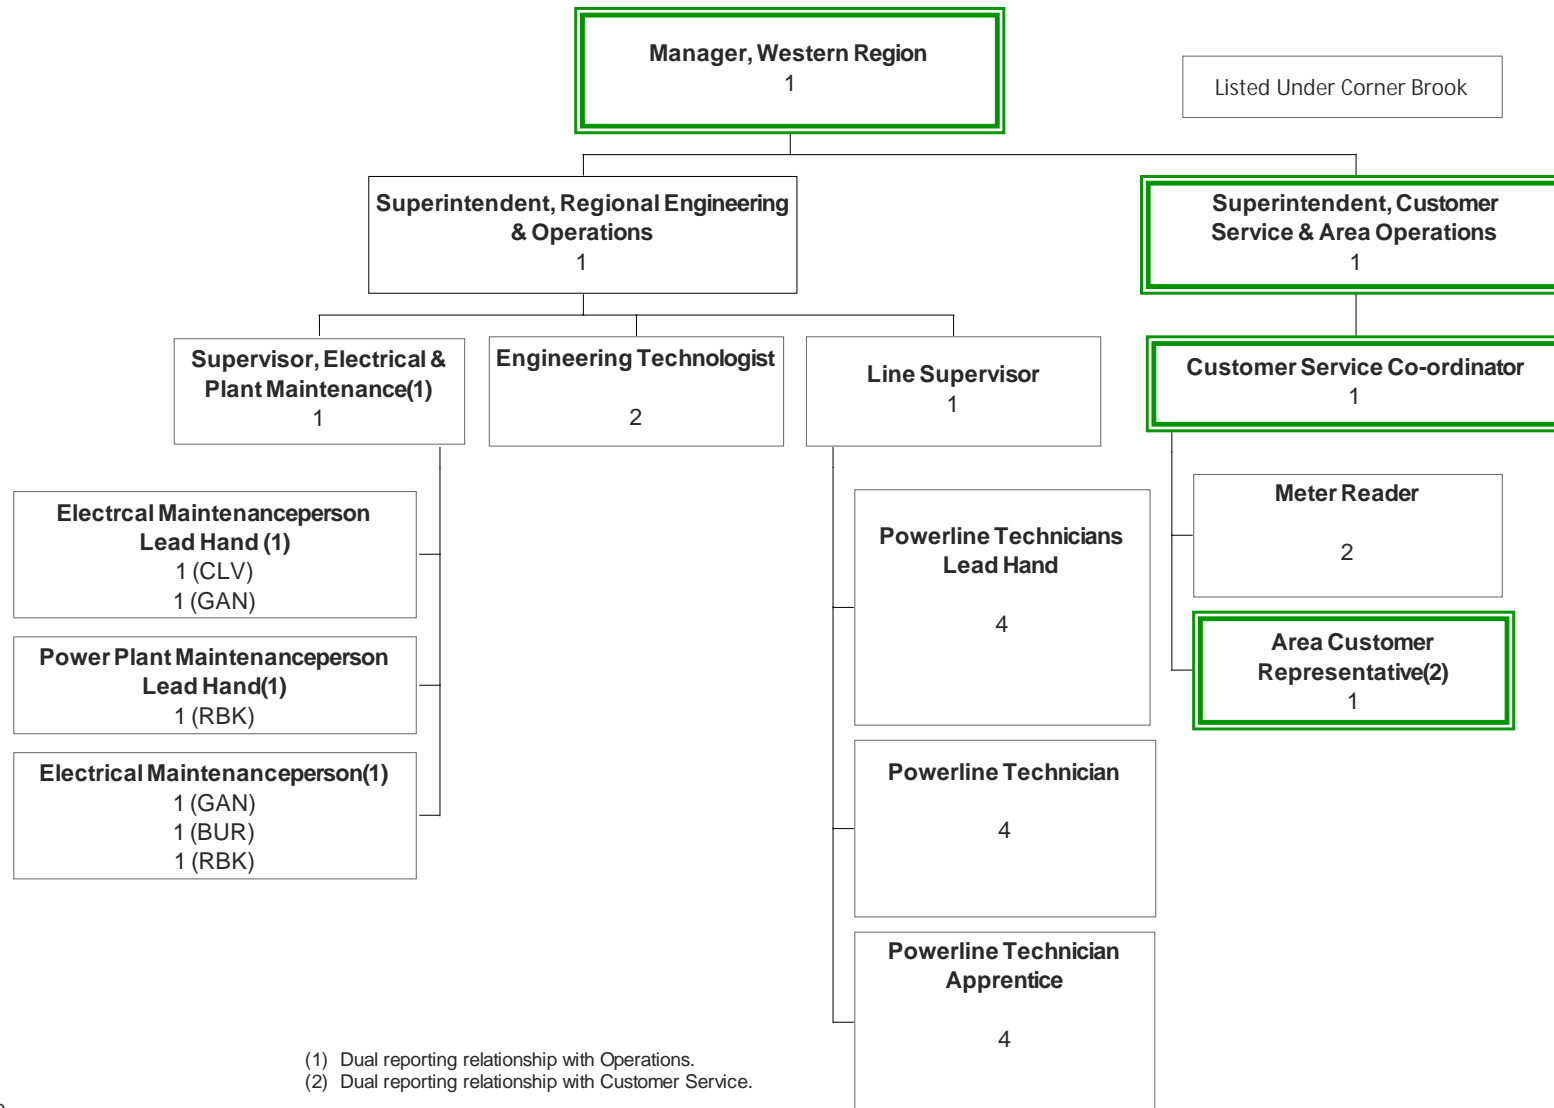 Manager, Western Region
1
Listed Under Corner Brook
Superintendent, Regional Engineering
& Operations
1
Superintendent, Customer
Service & Area Operations
1
Supervisor, Electrical &
Plant Maintenance(1)
1
Engineering Technologist
2
Line Supervisor
1
Customer Service Co-ordinator
1
Electrcal Maintenanceperson
Lead Hand (1)
1 (CLV)
1 (GAN)
Power Plant Maintenanceperson
Lead Hand(1)
1 (RBK)
Electrical Maintenanceperson(1)
1 (GAN)
1 (BUR)
1 (RBK)
Powerline Technicians
Lead Hand
4
Powerline Technician
4
Powerline Technician
Apprentice
4
Meter Reader
2
Area Customer
Representative(2)
1
(1) Dual reporting relationship with Operations.
(2) Dual reporting relationship with Customer Service.